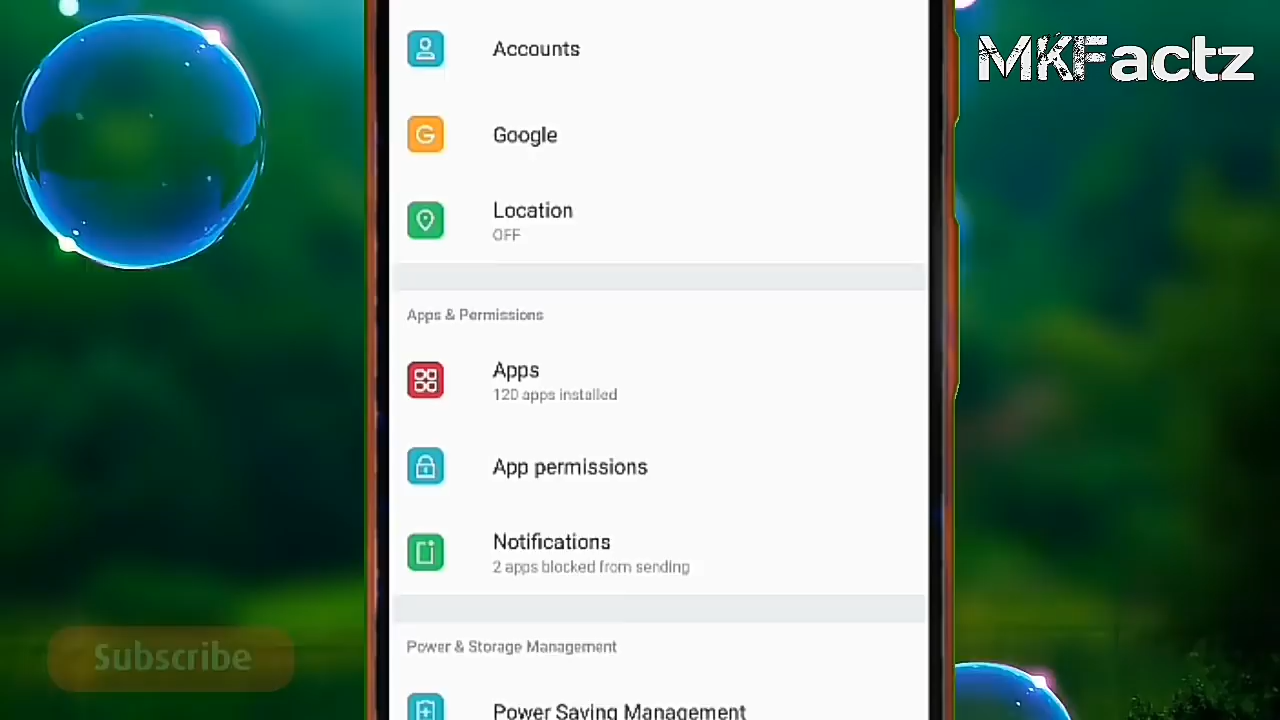 MKFactz
Accounts
Google
Location
OFF
Apps & Permissions
Apps
120 apps installed
App permissions
Notifications
2 apps blocked from sending
Power & Storage Management
Power Saving Management
Subscribe